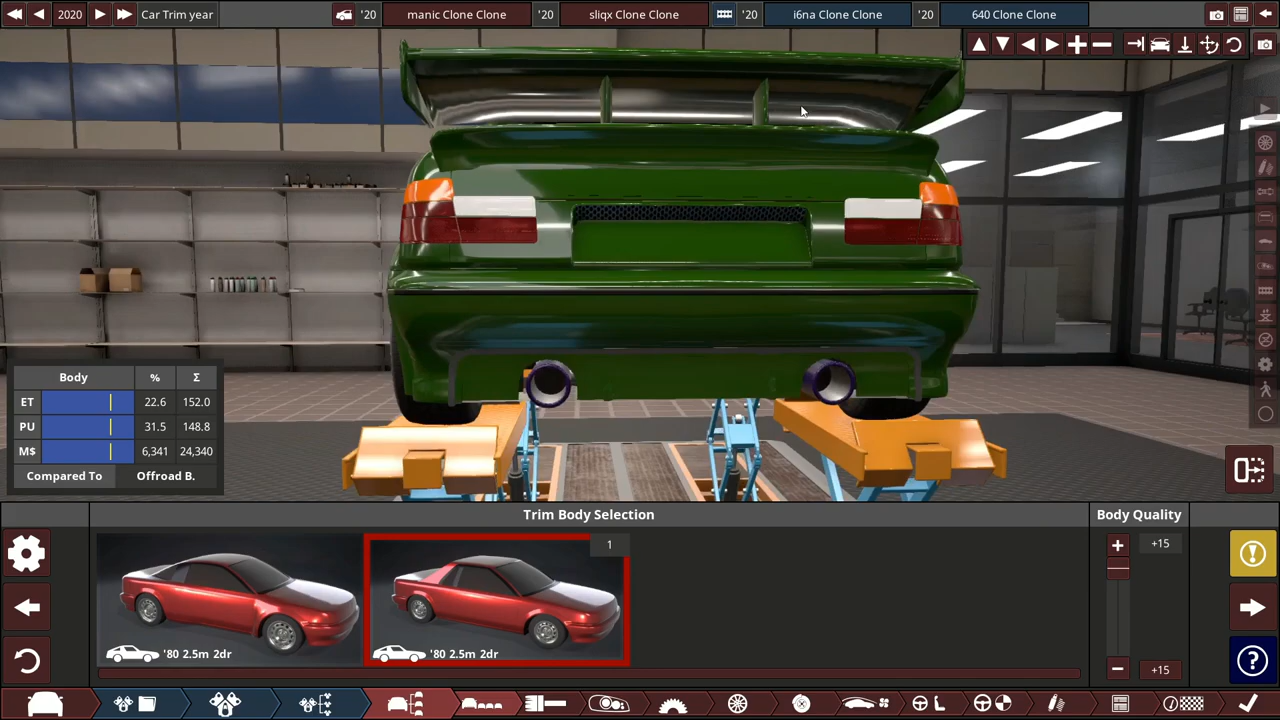 2020 Car Trim year '20 manic Clone Clone '20 sliqx Clone Clone '20 i6na Clone Clone '20 640 Clone Clone
Body % Σ
ET 22.6 152.0
PU 31.5 148.8
M$ 6,341 24,340
Compared To Offroad B.
Trim Body Selection
Body Quality
1
+15
'80 2.5m 2dr
'80 2.5m 2dr
+15